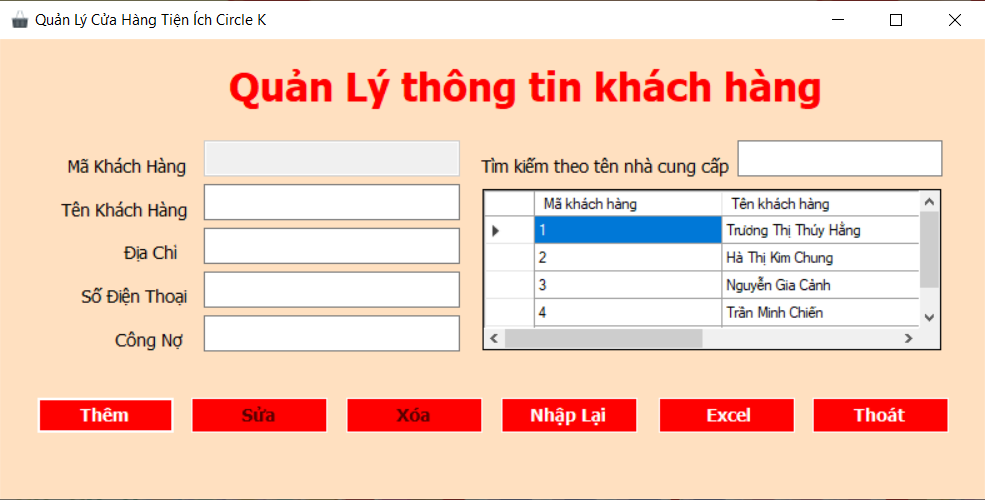 Quản Lý Cửa Hàng Tiện Ích Circle K
Quản Lý thông tin khách hàng
Mã Khách Hàng
Tên Khách Hàng
Địa Chỉ
Số Điện Thoại
Công Nợ
Tìm kiếm theo tên nhà cung cấp
Mã khách hàng Tên khách hàng
1 Trương Thị Thúy Hằng
2 Hà Thị Kim Chung
3 Nguyễn Gia Cảnh
4 Trần Minh Chiến
Thêm Sửa Xóa Nhập Lại Excel Thoát